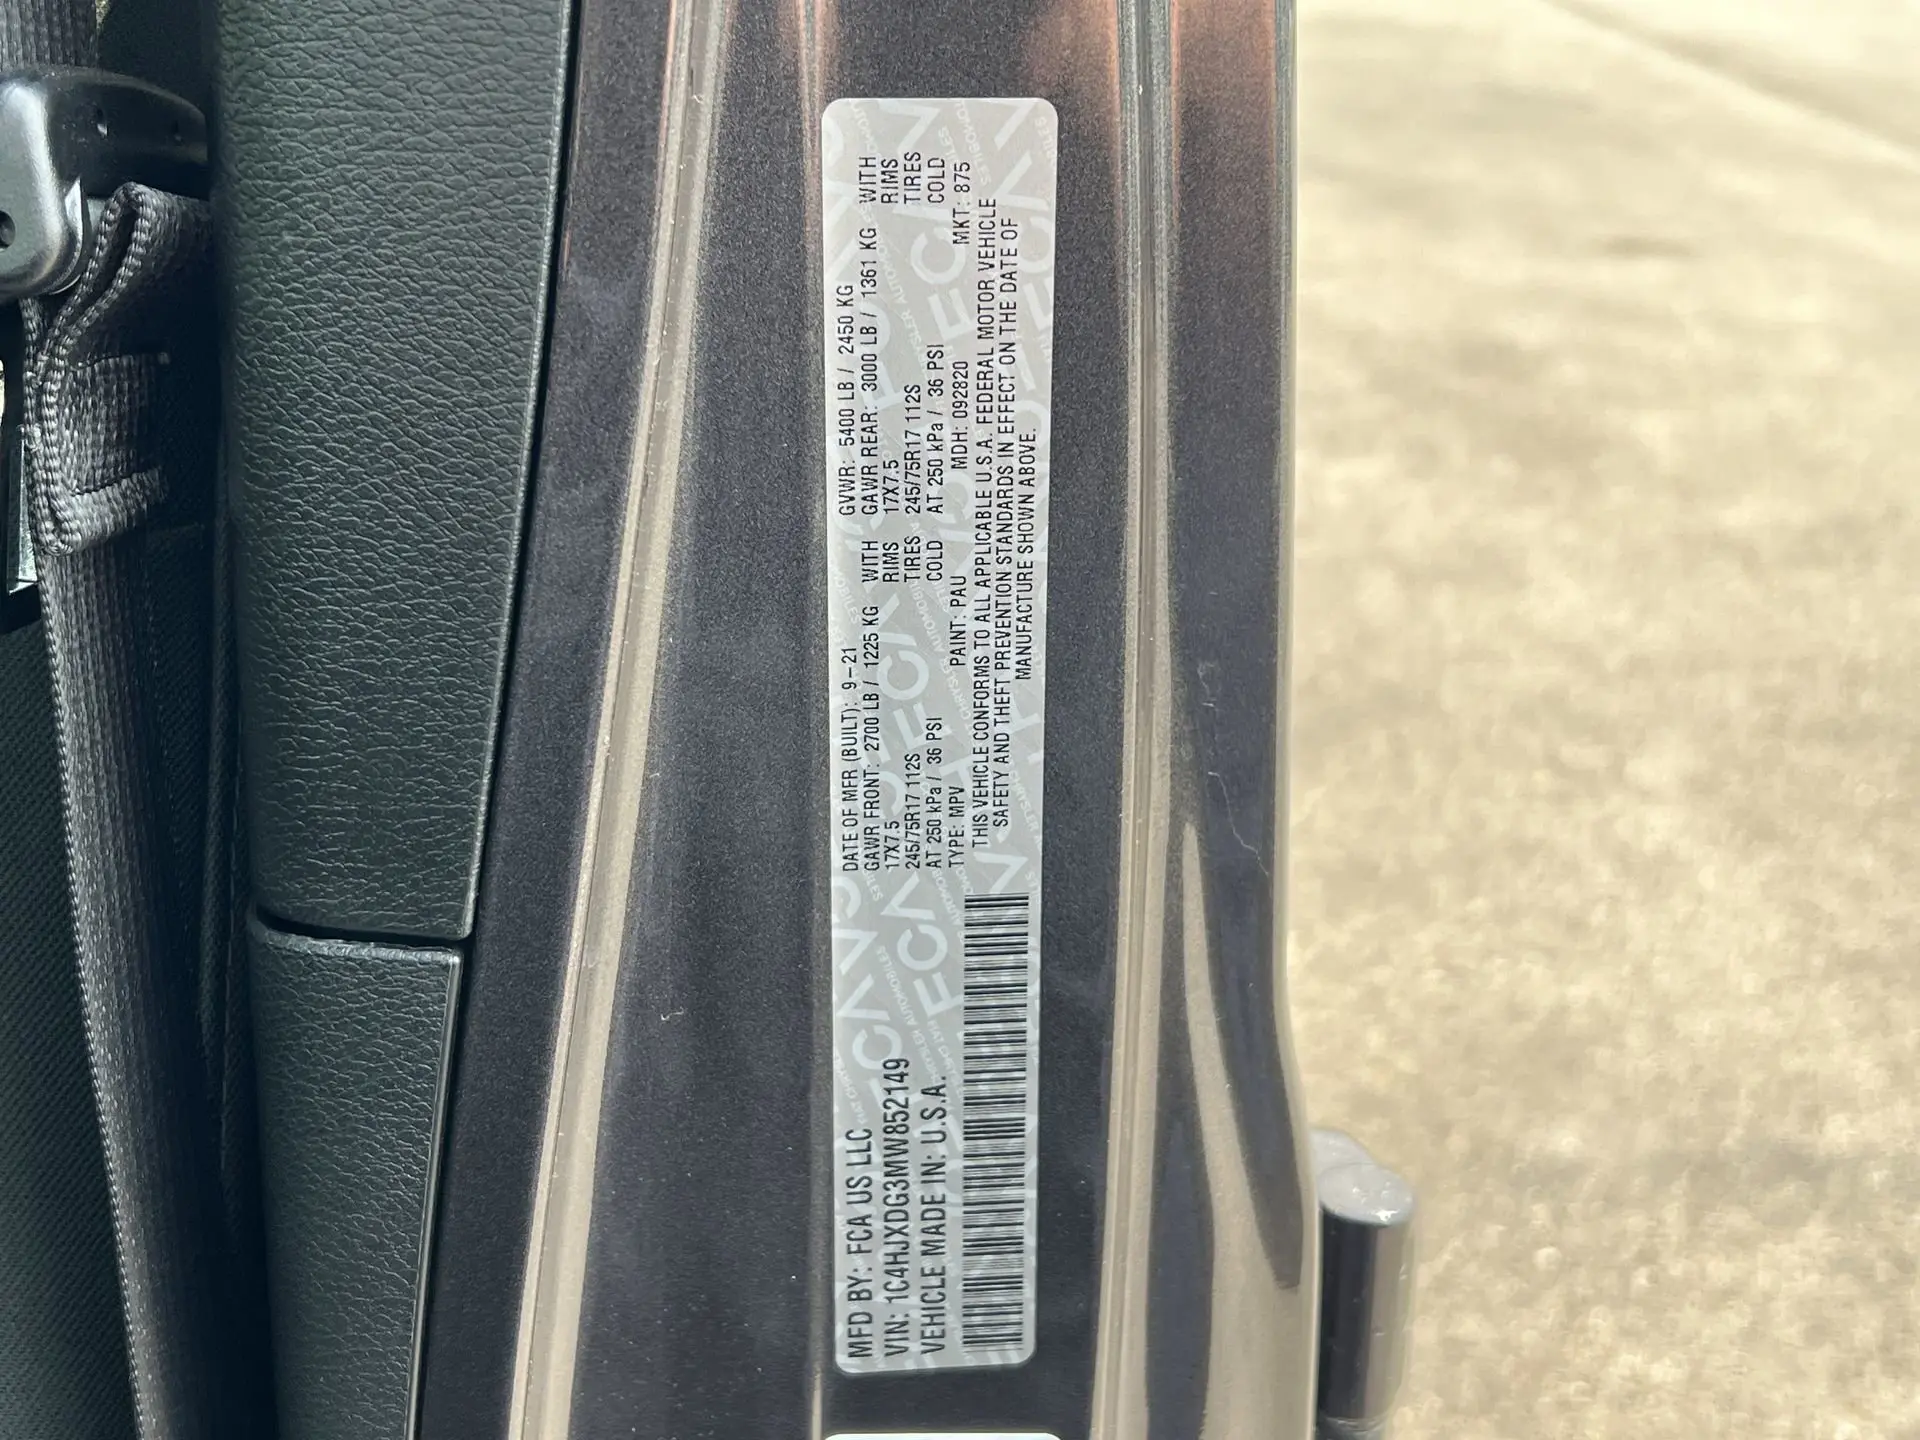 MFD BY: FCA US LLC
VIN: 1C4HJXDG3MW852149
VEHICLE MADE IN: U.S.A.
DATE OF MFR (BUILT): 9-21 GVWR: 5400 LB / 2450 KG
GAWR FRONT: 2700 LB / 1225 KG WITH GAWR REAR: 3000 LB / 1361 KG WITH
17X7.5 RIMS 17X7.5 RIMS
245/75R17 112S TIRES 245/75R17 112S TIRES
AT 250 kPa / 36 PSI COLD AT 250 kPa / 36 PSI COLD
TYPE: MPV PAINT: PAU MDH: 092820 MKT: 875
THIS VEHICLE CONFORMS TO ALL APPLICABLE U.S.A. FEDERAL MOTOR VEHICLE
SAFETY AND THEFT PREVENTION STANDARDS IN EFFECT ON THE DATE OF
MANUFACTURE SHOWN ABOVE.